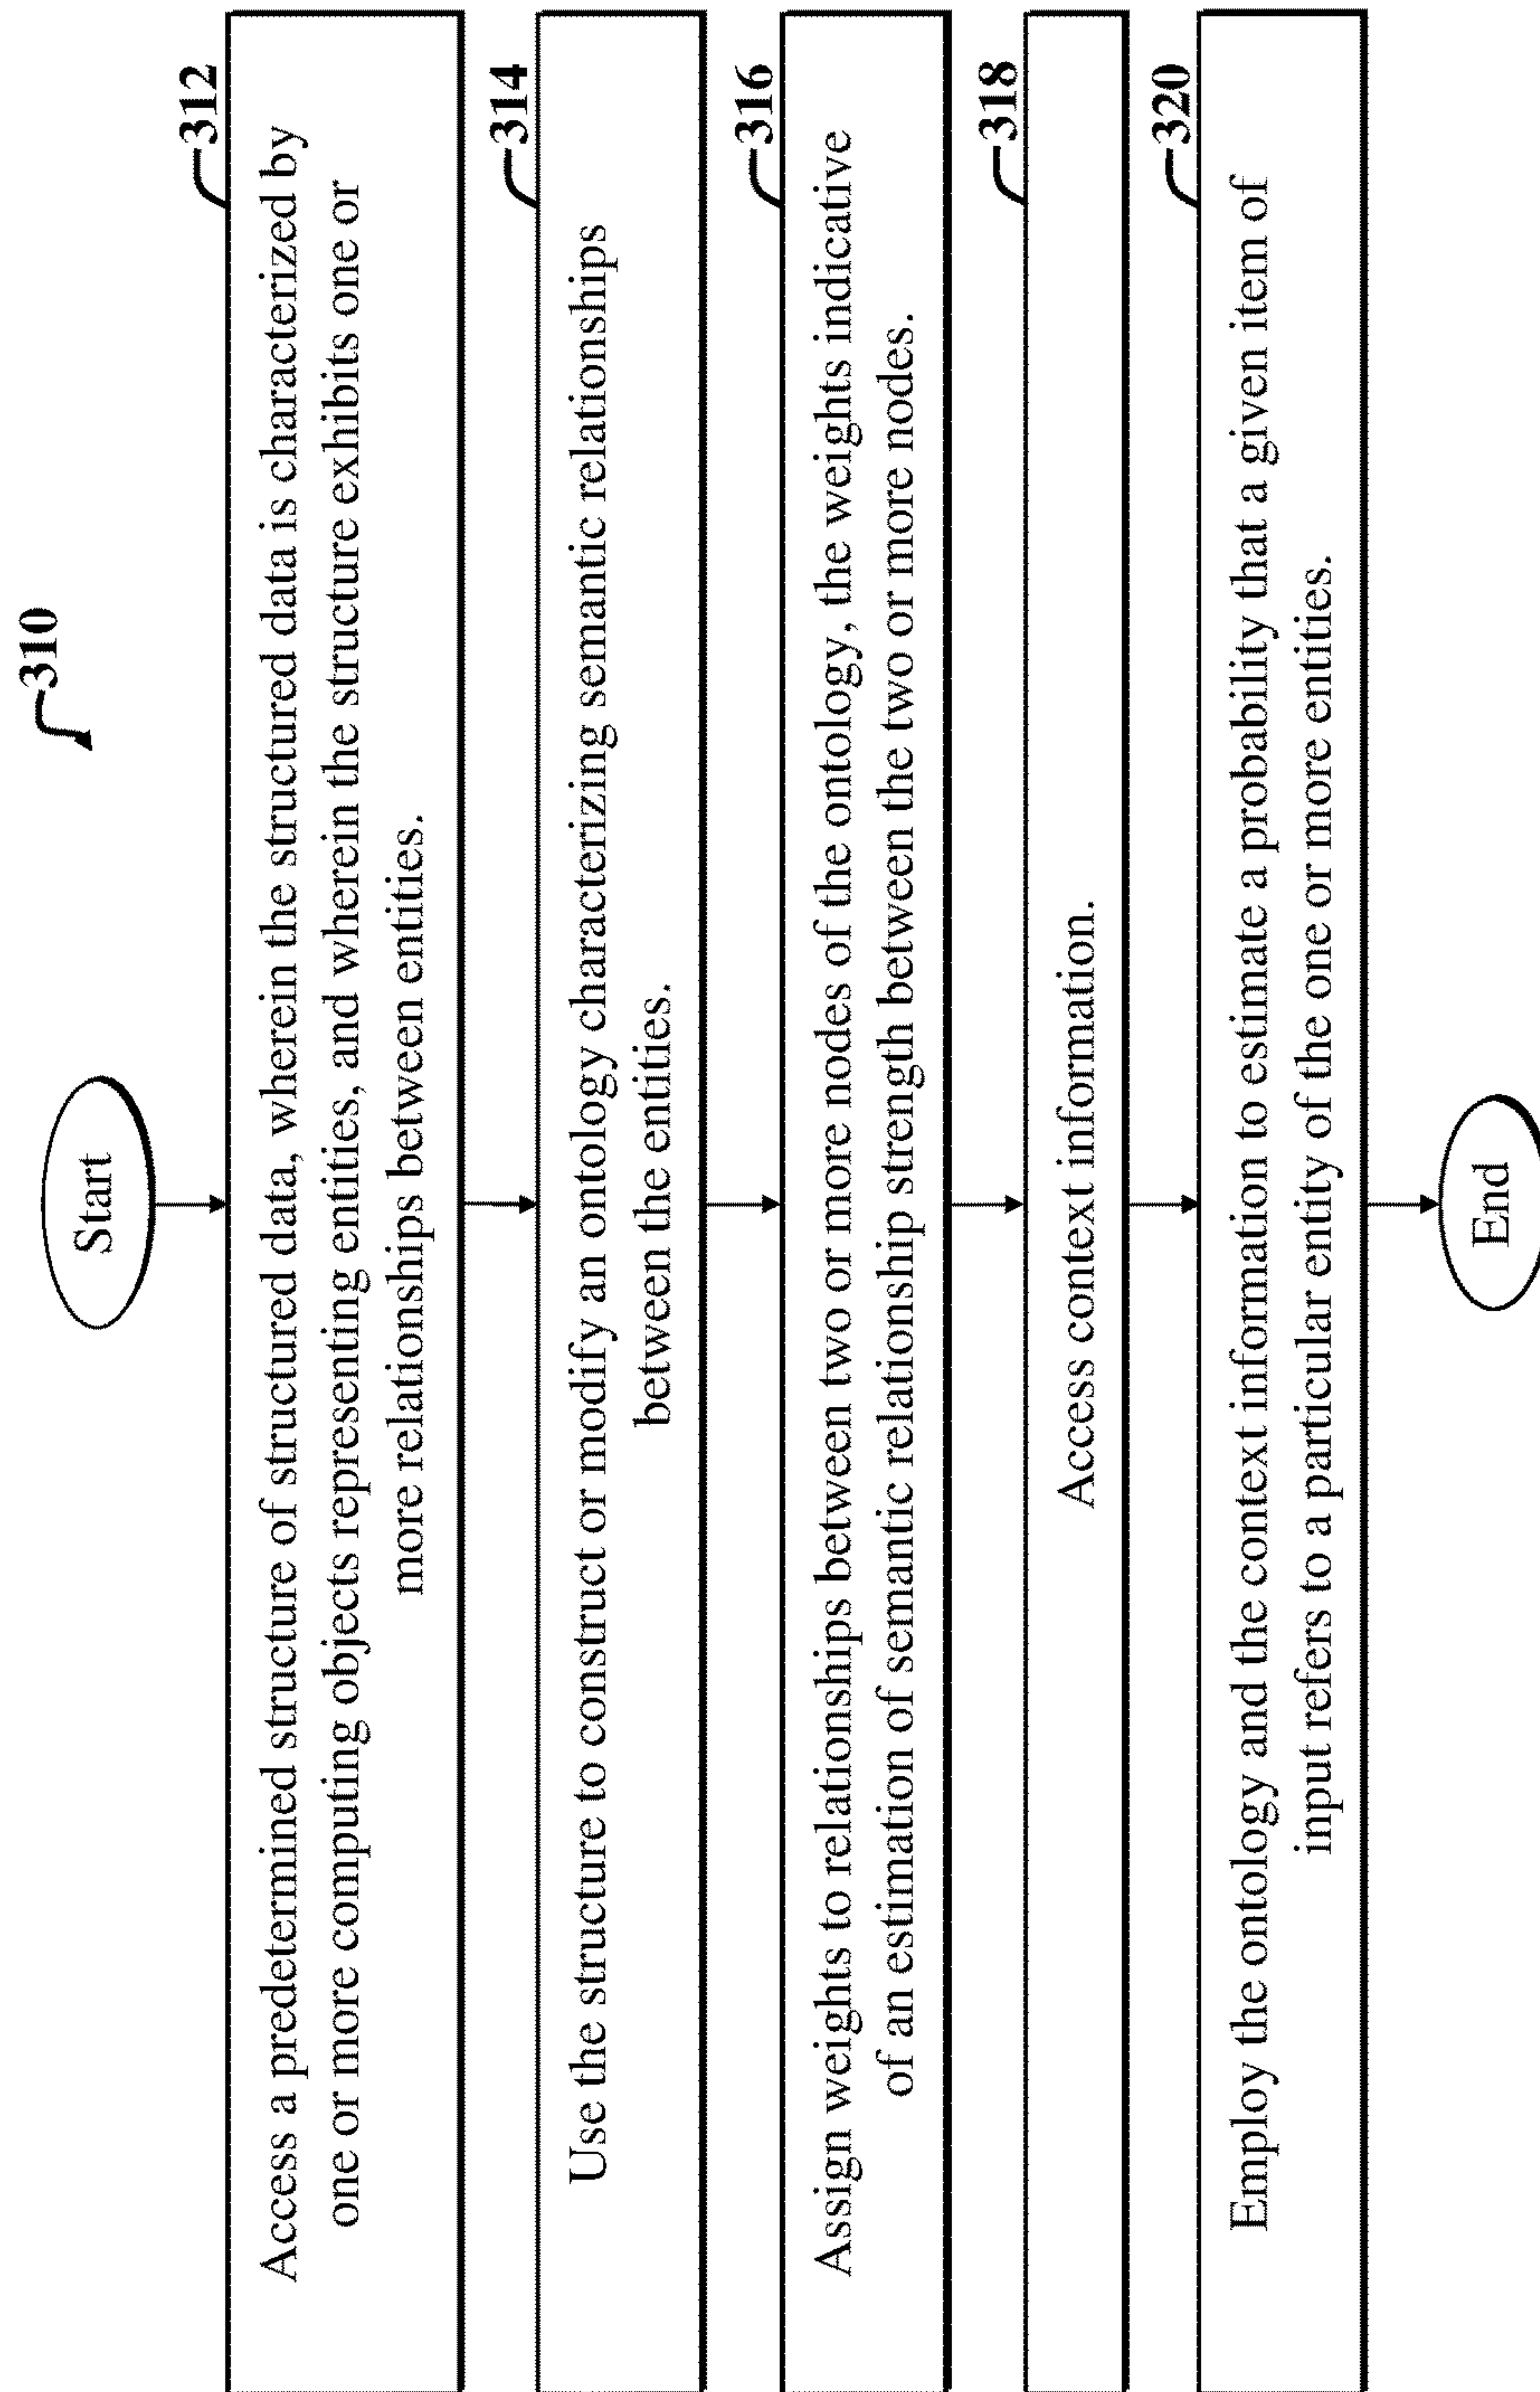 310
Start
312
Access a predetermined structure of structured data, wherein the structured data is characterized by
one or more computing objects representing entities, and wherein the structure exhibits one or
more relationships between entities.
314
Use the structure to construct or modify an ontology characterizing semantic relationships
between the entities.
316
Assign weights to relationships between two or more nodes of the ontology, the weights indicative
of an estimation of semantic relationship strength between the two or more nodes.
318
Access context information.
320
Employ the ontology and the context information to estimate a probability that a given item of
input refers to a particular entity of the one or more entities.
End